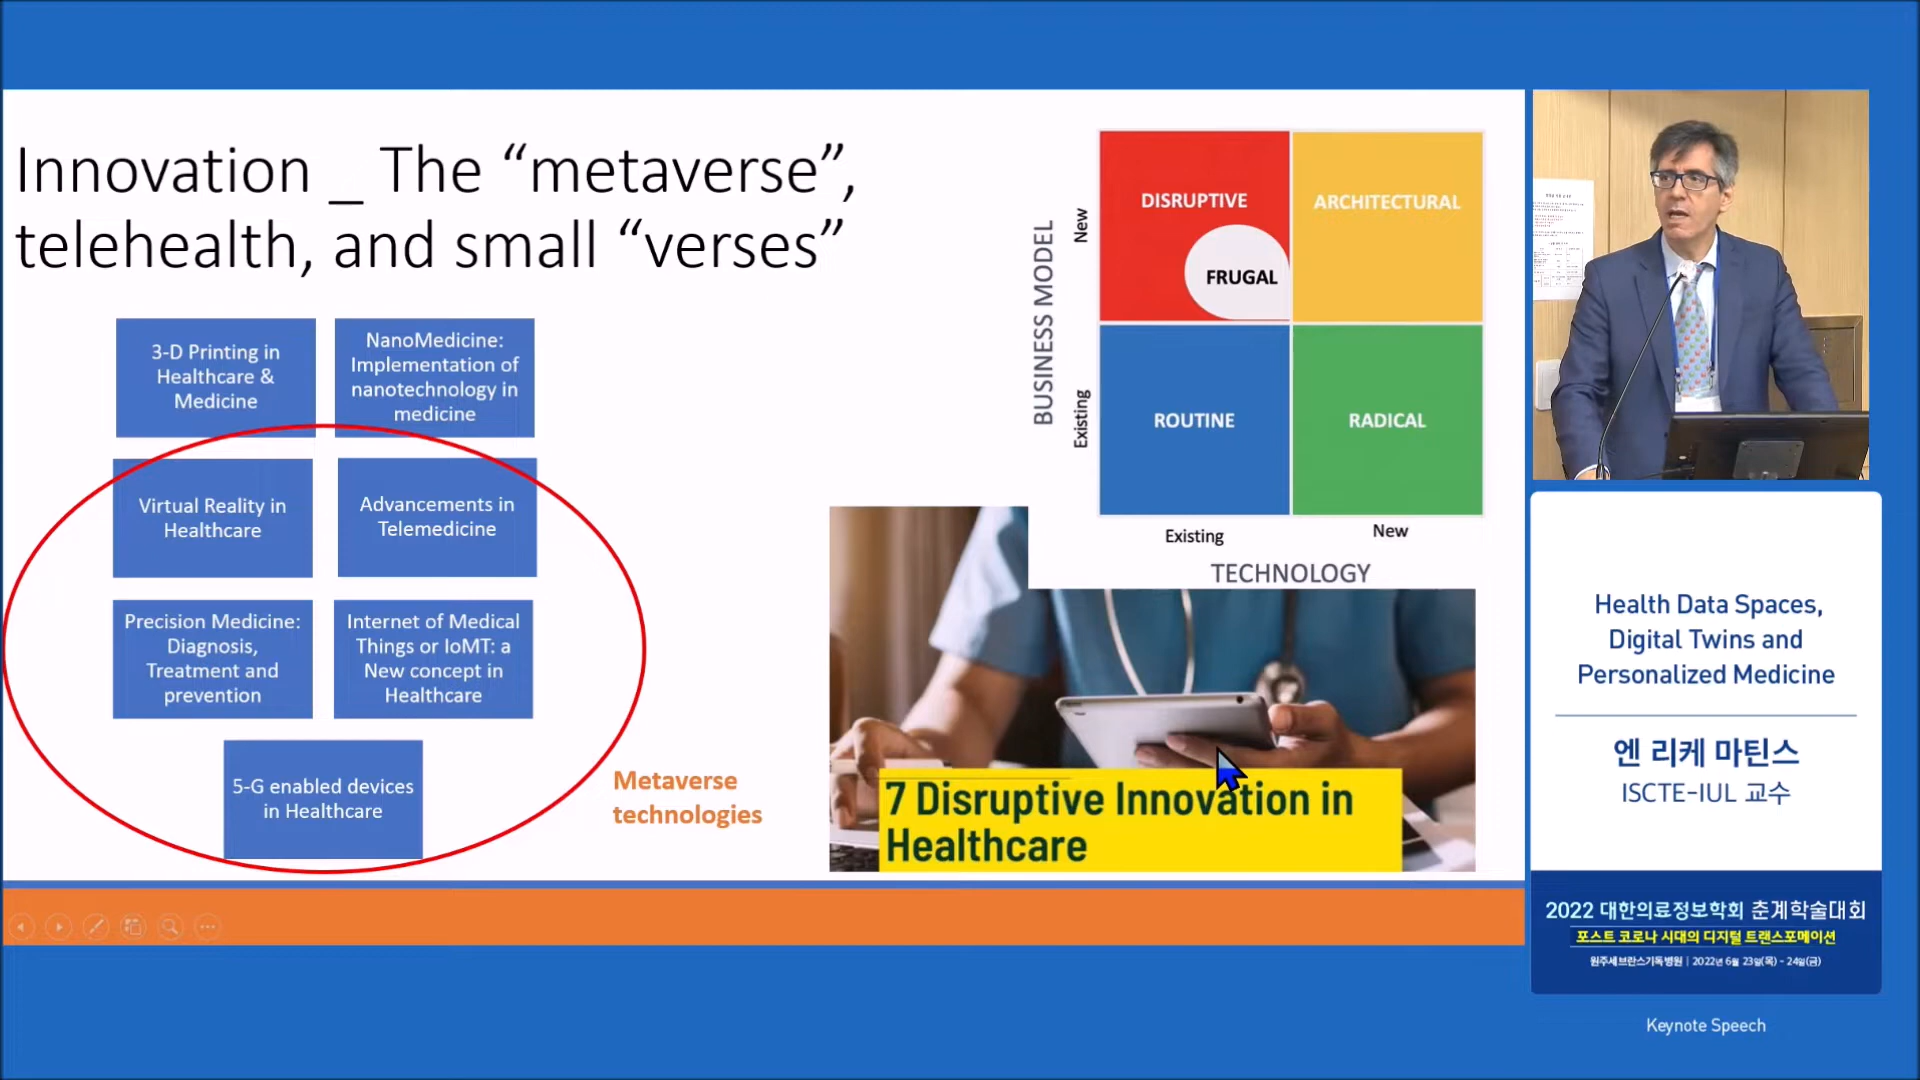 Innovation _ The “metaverse”,
telehealth, and small “verses”
3-D Printing in
Healthcare &
Medicine
NanoMedicine:
Implementation of
nanotechnology in
medicine
Virtual Reality in
Healthcare
Advancements in
Telemedicine
Precision Medicine:
Diagnosis,
Treatment and
prevention
Internet of Medical
Things or IoMT: a
New concept in
Healthcare
5-G enabled devices
in Healthcare
Metaverse
technologies
BUSINESS MODEL
New
Existing
DISRUPTIVE
FRUGAL
ARCHITECTURAL
ROUTINE
RADICAL
Existing
New
TECHNOLOGY
7 Disruptive Innovation in
Healthcare
Health Data Spaces,
Digital Twins and
Personalized Medicine
엔 리케 마틴스
ISCTE-IUL 교수
2022 대한의료정보학회 춘계학술대회
포스트 코로나 시대의 디지털 트랜스포메이션
원주세브란스기독병원 | 2022년 6월 23일(목) - 24일(금)
Keynote Speech